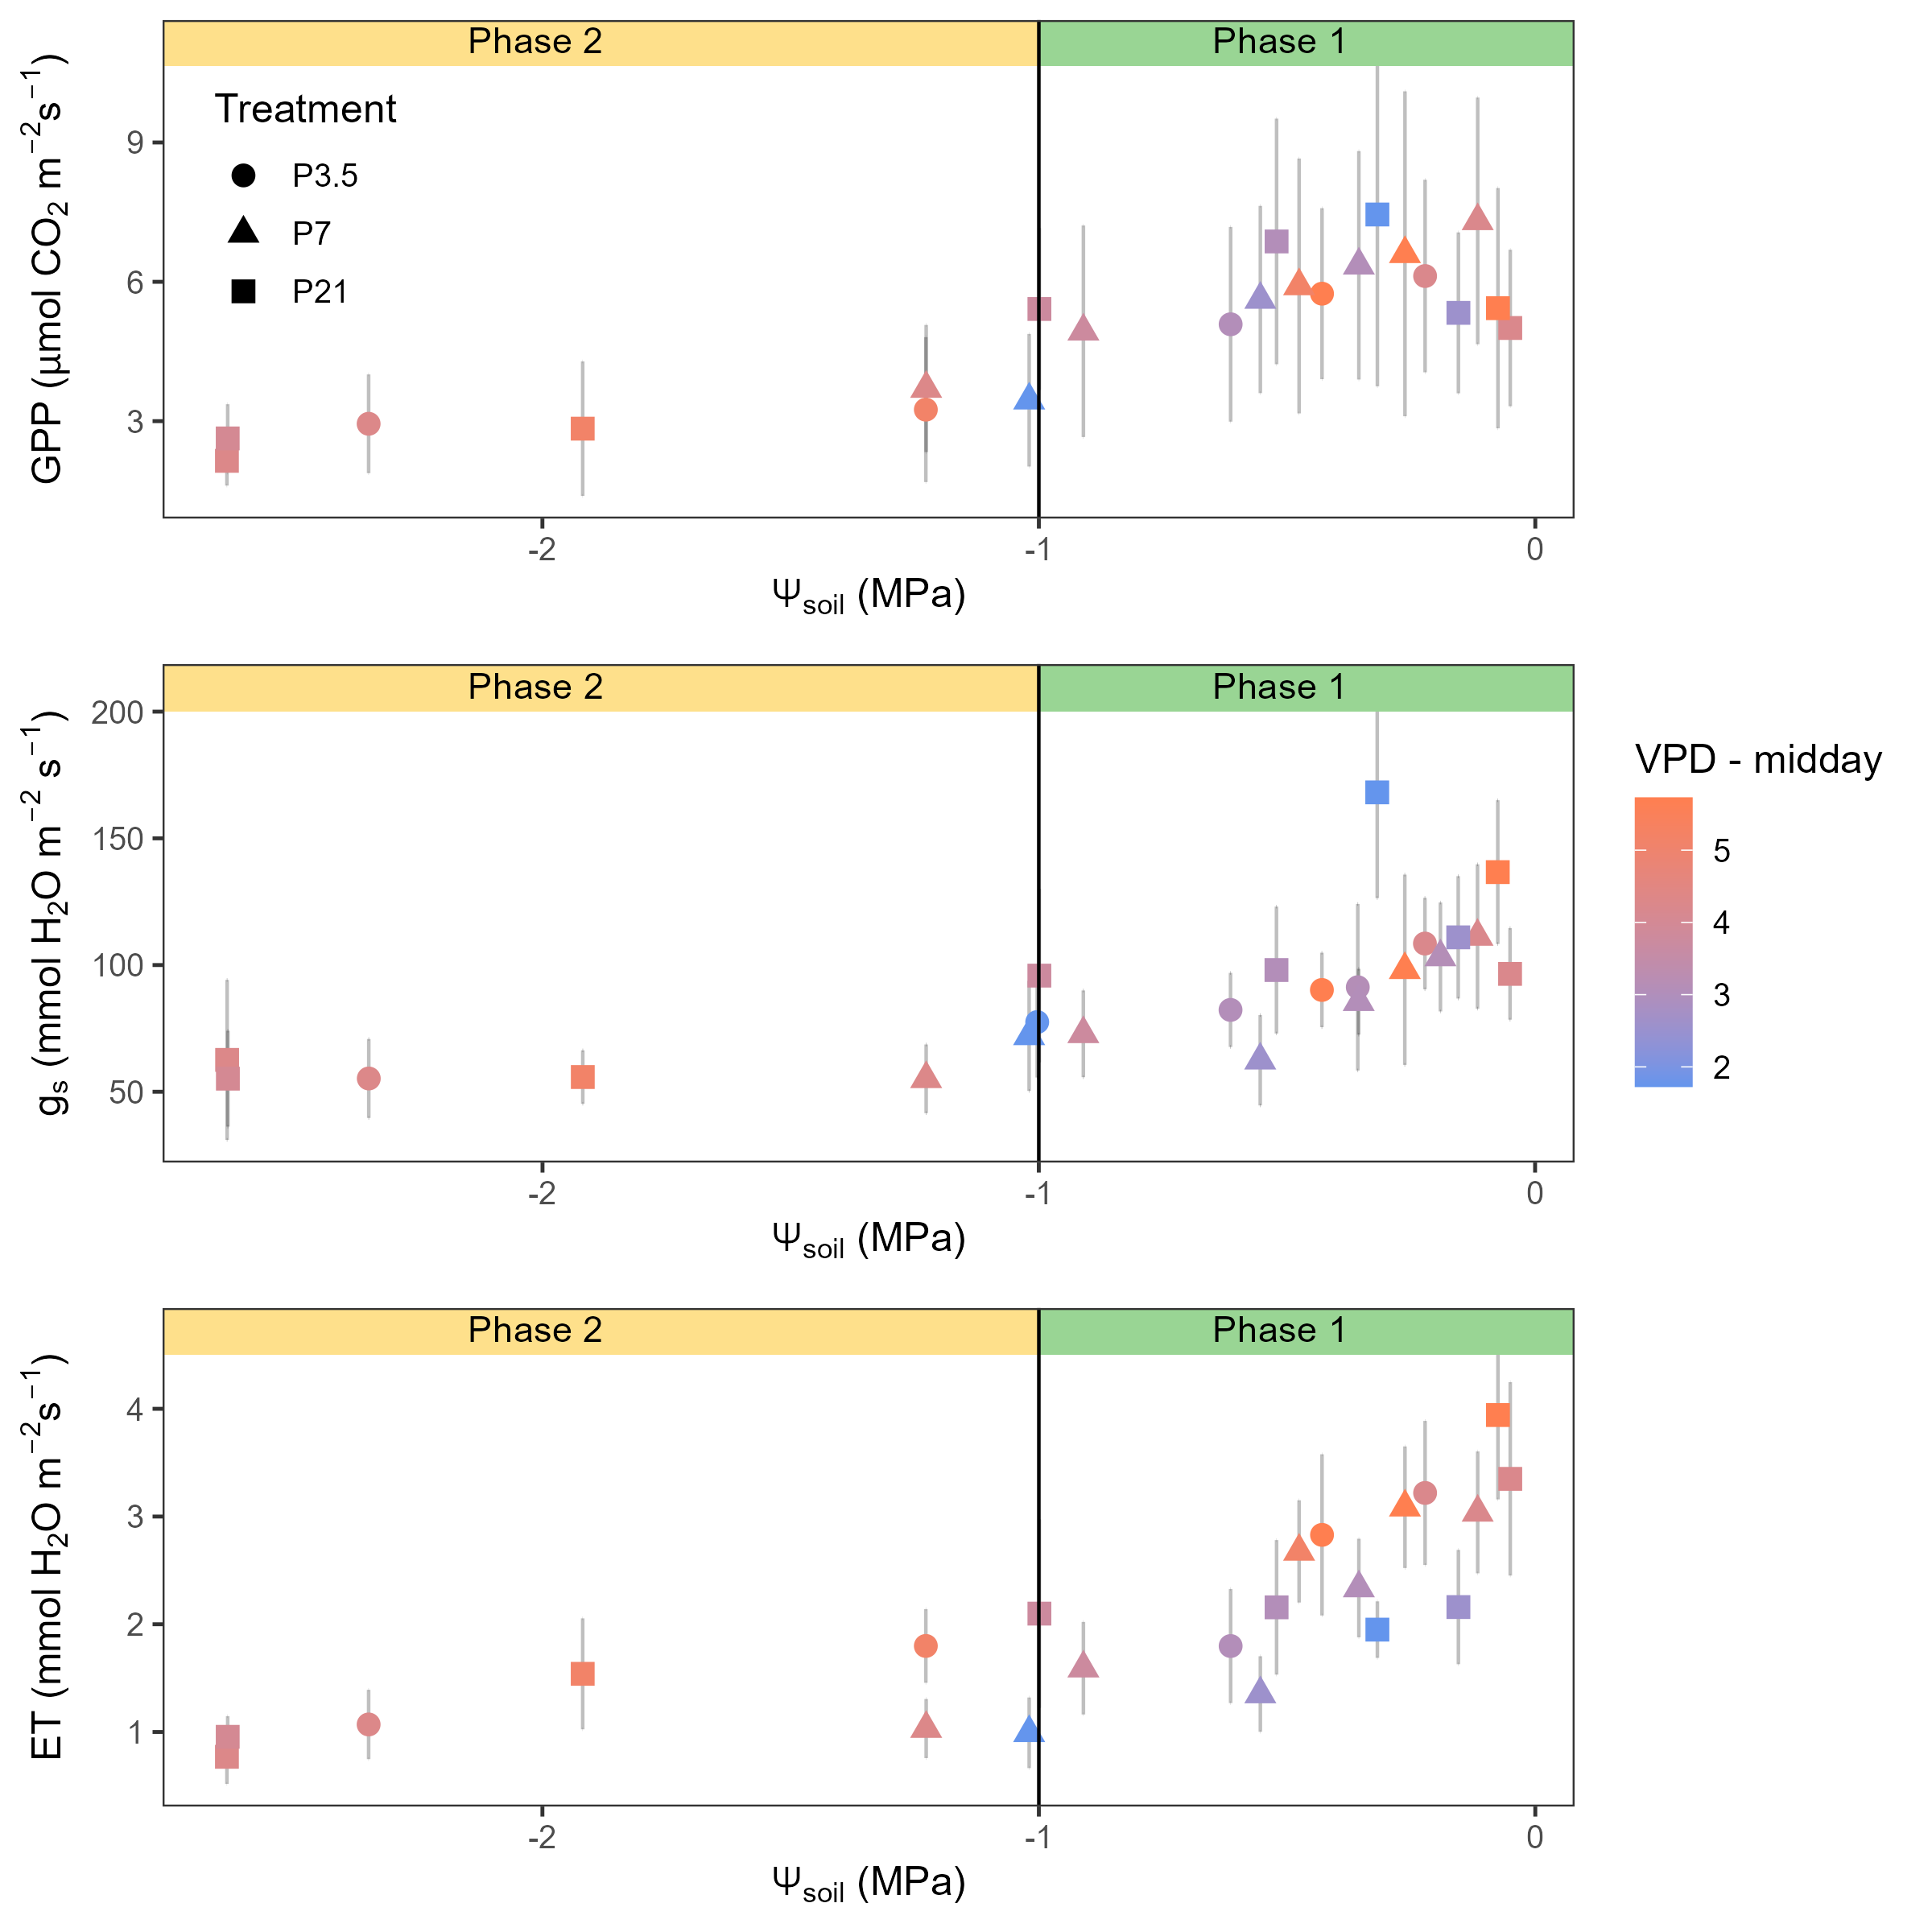 Phase 2 Phase 1
GPP (µmol CO₂ m⁻²s⁻¹)
Treatment
P3.5
P7
P21
9
6
3
-2 -1 0
Ψsoil (MPa)
Phase 2 Phase 1
gs (mmol H₂O m⁻² s⁻¹)
200
150
100
50
-2 -1 0
Ψsoil (MPa)
VPD - midday
5
4
3
2
Phase 2 Phase 1
ET (mmol H₂O m⁻²s⁻¹)
4
3
2
1
-2 -1 0
Ψsoil (MPa)